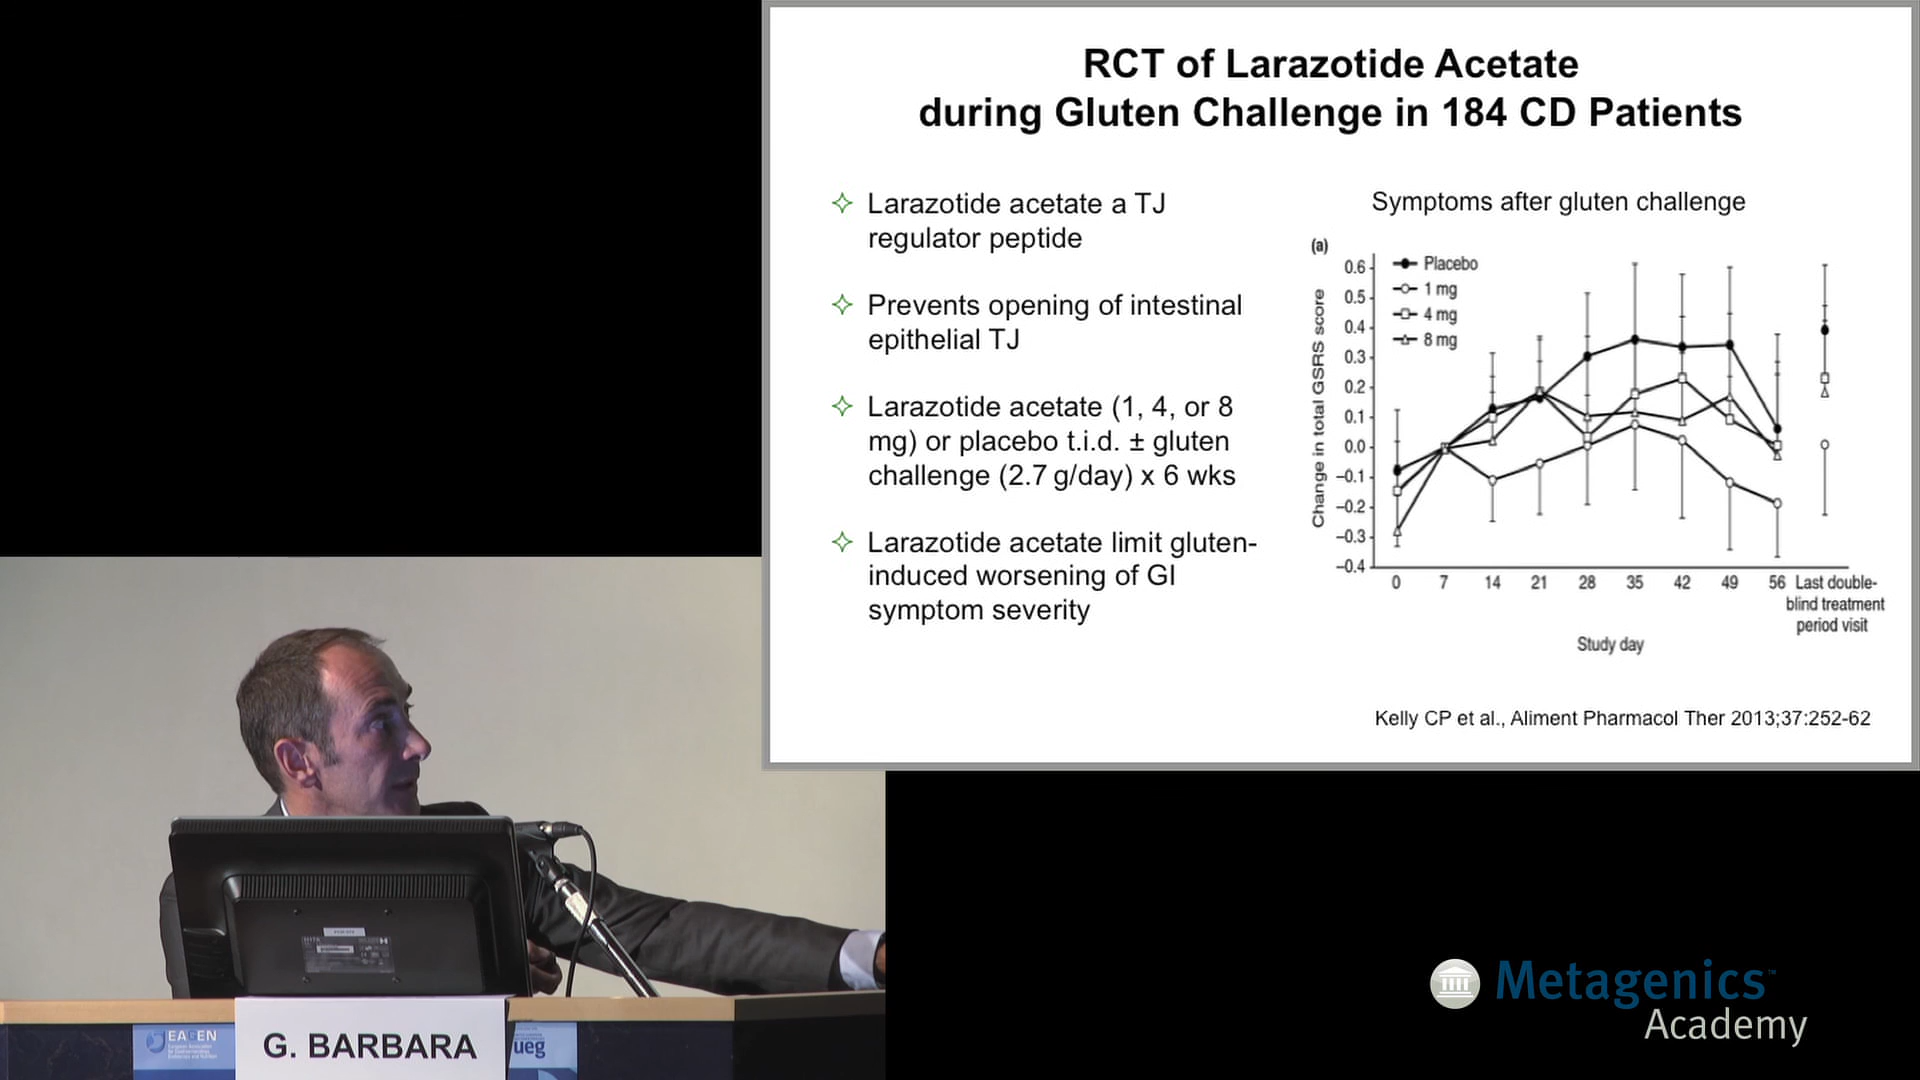 RCT of Larazotide Acetate
during Gluten Challenge in 184 CD Patients
Larazotide acetate a TJ
regulator peptide
Prevents opening of intestinal
epithelial TJ
Larazotide acetate (1, 4, or 8
mg) or placebo t.i.d. ± gluten
challenge (2.7 g/day) x 6 wks
Larazotide acetate limit gluten-
induced worsening of GI
symptom severity
Symptoms after gluten challenge
(a)
Placebo
1 mg
4 mg
8 mg
Change in total GSRS score
0.6
0.5
0.4
0.3
0.2
0.1
0.0
–0.1
–0.2
–0.3
–0.4
0 7 14 21 28 35 42 49 56 Last double-
blind treatment
period visit
Study day
Kelly CP et al., Aliment Pharmacol Ther 2013;37:252-62
EAGEN
G. BARBARA
ueg
Metagenics™
Academy